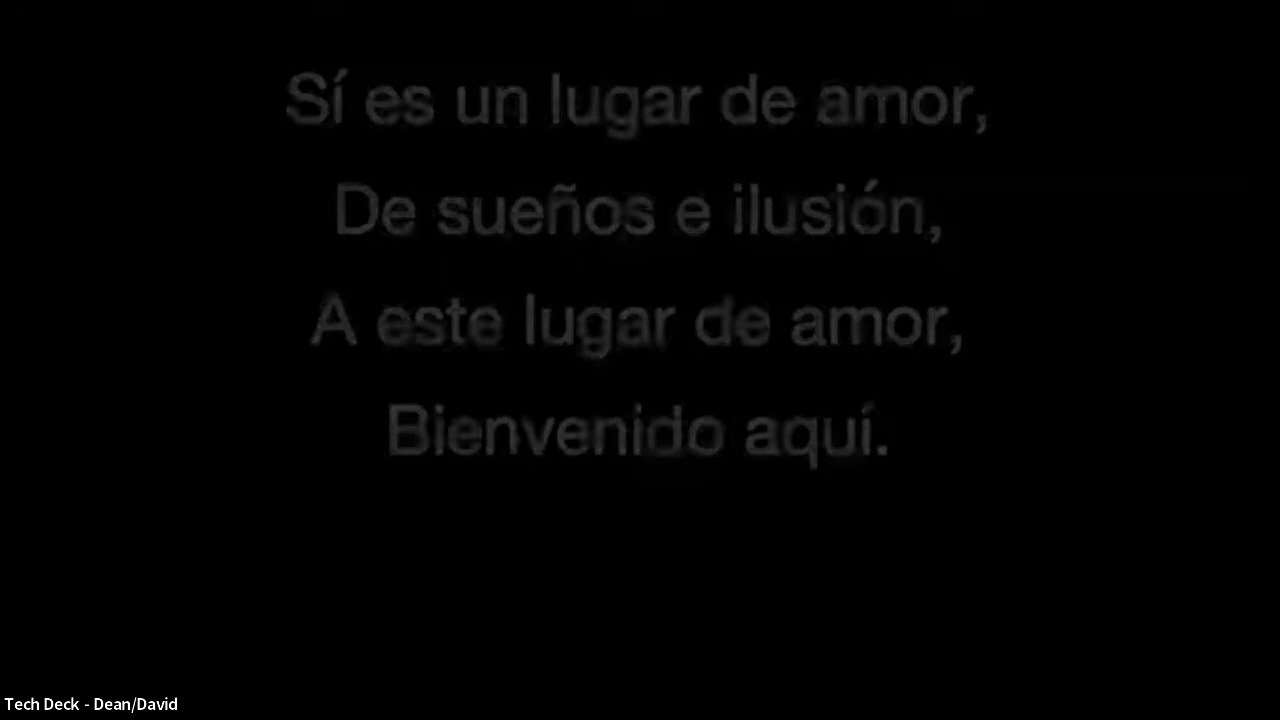 Sí es un lugar de amor,
De sueños e ilusión,
A este lugar de amor,
Bienvenido aquí.
Tech Deck - Dean/David